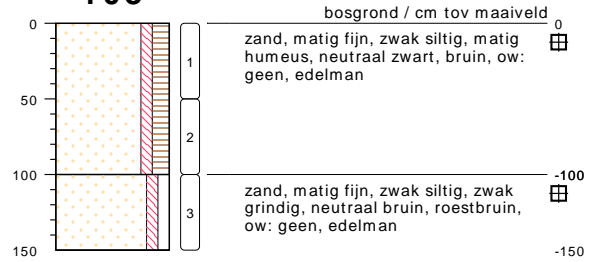 bosgrond / cm tov maaiveld
0 0
zand, matig fijn, zwak siltig, matig
humeus, neutraal zwart, bruin, ow:
geen, edelman
1
50
2
100 -100
zand, matig fijn, zwak siltig, zwak
grindig, neutraal bruin, roestbruin,
ow: geen, edelman
3
150 -150